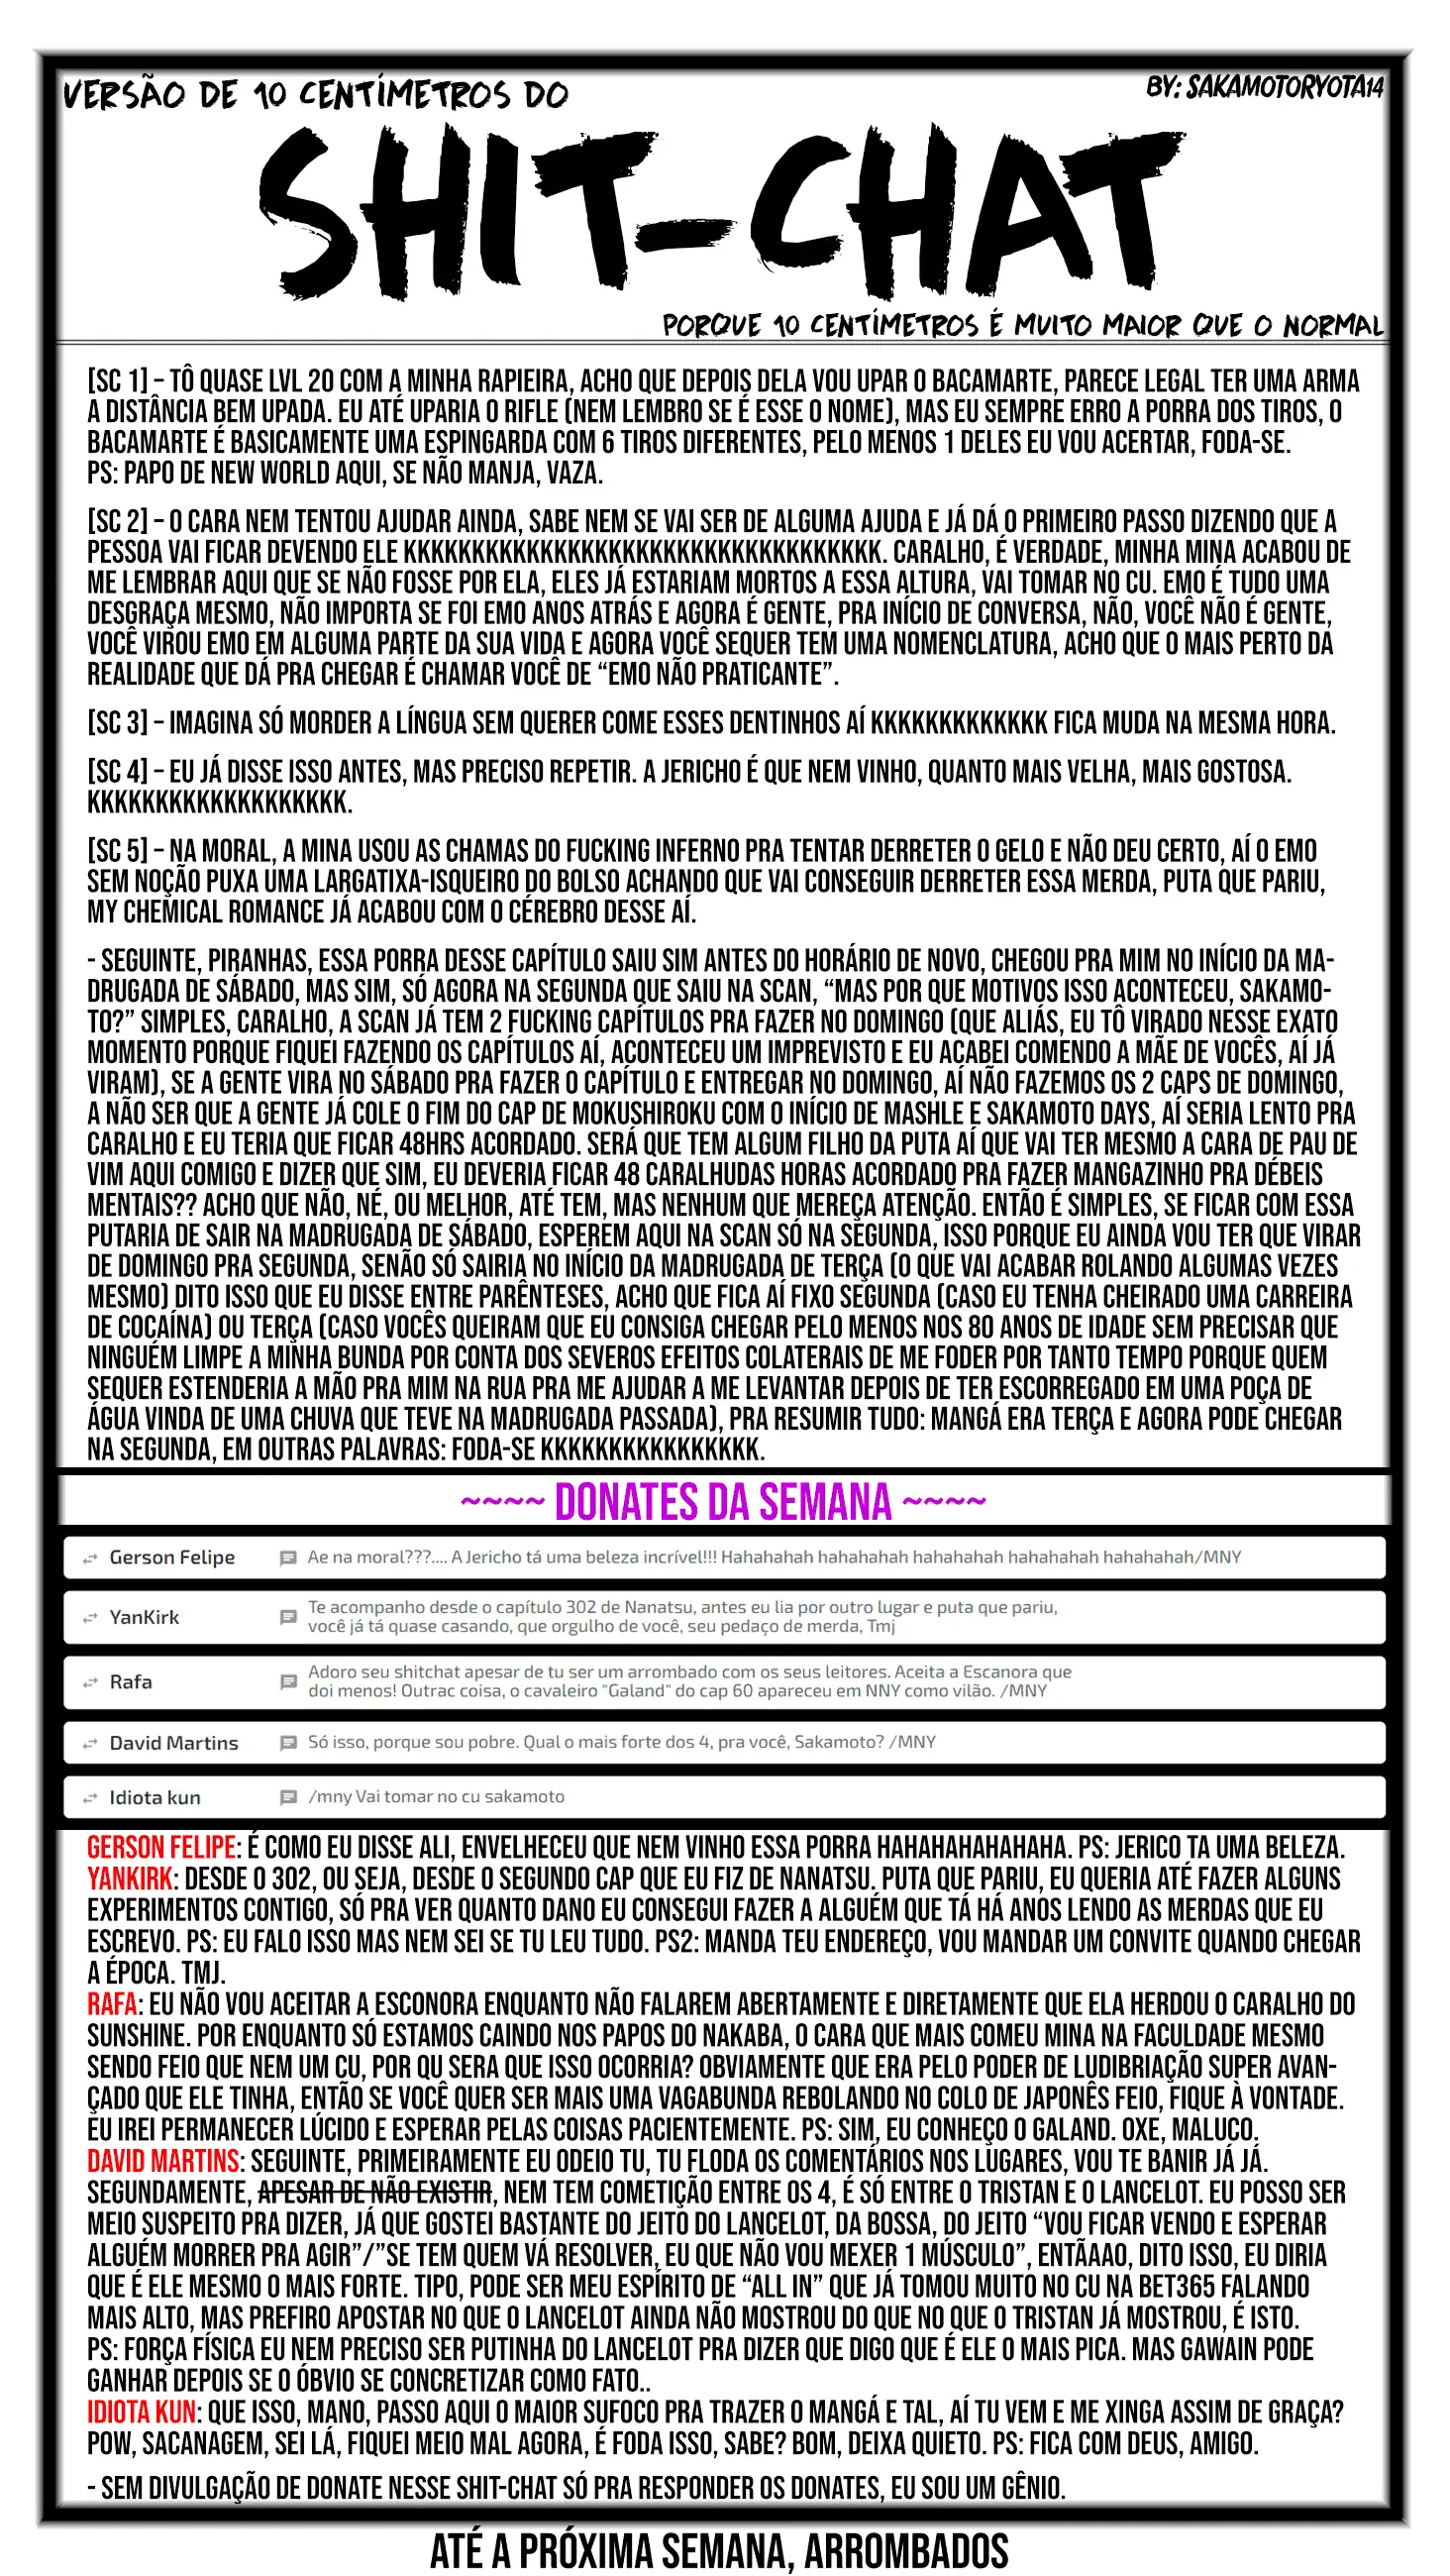 VERSÃO DE 10 CENTÍMETROS DO
BY: SAKAMOTORYOTA14
SHIT-CHAT
PORQUE 10 CENTÍMETROS É MUITO MAIOR QUE O NORMAL
[SC 1] – TÔ QUASE LVL 20 COM A MINHA RAPIEIRA, ACHO QUE DEPOIS DELA VOU UPAR O BACAMARTE, PARECE LEGAL TER UMA ARMA
A DISTÂNCIA BEM UPADA. EU ATÉ UPARIA O RIFLE (NEM LEMBRO SE É ESSE O NOME), MAS EU SEMPRE ERRO A PORRA DOS TIROS, O
BACAMARTE É BASICAMENTE UMA ESPINGARDA COM 6 TIROS DIFERENTES, PELO MENOS 1 DELES EU VOU ACERTAR, FODA-SE.
PS: PAPO DE NEW WORLD AQUI, SE NÃO MANJA, VAZA.
[SC 2] – O CARA NEM TENTOU AJUDAR AINDA, SABE NEM SE VAI SER DE ALGUMA AJUDA E JÁ DÁ O PRIMEIRO PASSO DIZENDO QUE A
PESSOA VAI FICAR DEVENDO ELE KKKKKKKKKKKKKKKKKKKKKKKKKKKKKKKKKKK. CARALHO, É VERDADE, MINHA MINA ACABOU DE
ME LEMBRAR AQUI QUE SE NÃO FOSSE POR ELA, ELES JÁ ESTARIAM MORTOS A ESSA ALTURA, VAI TOMAR NO CU. EMO É TUDO UMA
DESGRAÇA MESMO, NÃO IMPORTA SE FOI EMO ANOS ATRÁS E AGORA É GENTE, PRA INÍCIO DE CONVERSA, NÃO, VOCÊ NÃO É GENTE,
VOCÊ VIROU EMO EM ALGUMA PARTE DA SUA VIDA E AGORA VOCÊ SEQUER TEM UMA NOMENCLATURA, ACHO QUE O MAIS PERTO DA
REALIDADE QUE DÁ PRA CHEGAR É CHAMAR VOCÊ DE “EMO NÃO PRATICANTE”.
[SC 3] – IMAGINA SÓ MORDER A LÍNGUA SEM QUERER COME ESSES DENTINHOS AÍ KKKKKKKKKKKKK FICA MUDA NA MESMA HORA.
[SC 4] – EU JÁ DISSE ISSO ANTES, MAS PRECISO REPETIR. A JERICHO É QUE NEM VINHO, QUANTO MAIS VELHA, MAIS GOSTOSA.
KKKKKKKKKKKKKKKKKKK.
[SC 5] – NA MORAL, A MINA USOU AS CHAMAS DO FUCKING INFERNO PRA TENTAR DERRETER O GELO E NÃO DEU CERTO, AÍ O EMO
SEM NOÇÃO PUXA UMA LARGATIXA-ISQUEIRO DO BOLSO ACHANDO QUE VAI CONSEGUIR DERRETER ESSA MERDA, PUTA QUE PARIU,
MY CHEMICAL ROMANCE JÁ ACABOU COM O CÉREBRO DESSE AÍ.
- SEGUINTE, PIRANHAS, ESSA PORRA DESSE CAPÍTULO SAIU SIM ANTES DO HORÁRIO DE NOVO, CHEGOU PRA MIM NO INÍCIO DA MA-
DRUGADA DE SÁBADO, MAS SIM, SÓ AGORA NA SEGUNDA QUE SAIU NA SCAN, “MAS POR QUE MOTIVOS ISSO ACONTECEU, SAKAMO-
TO?” SIMPLES, CARALHO, A SCAN JÁ TEM 2 FUCKING CAPÍTULOS PRA FAZER NO DOMINGO (QUE ALIÁS, EU TÔ VIRADO NESSE EXATO
MOMENTO PORQUE FIQUEI FAZENDO OS CAPÍTULOS AÍ, ACONTECEU UM IMPREVISTO E EU ACABEI COMENDO A MÃE DE VOCÊS, AÍ JÁ
VIRAM), SE A GENTE VIRA NO SÁBADO PRA FAZER O CAPÍTULO E ENTREGAR NO DOMINGO, AÍ NÃO FAZEMOS OS 2 CAPS DE DOMINGO,
A NÃO SER QUE A GENTE JÁ COLE O FIM DO CAP DE MOKUSHIROKU COM O INÍCIO DE MASHLE E SAKAMOTO DAYS, AÍ SERIA LENTO PRA
CARALHO E EU TERIA QUE FICAR 48HRS ACORDADO. SERÁ QUE TEM ALGUM FILHO DA PUTA AÍ QUE VAI TER MESMO A CARA DE PAU DE
VIM AQUI COMIGO E DIZER QUE SIM, EU DEVERIA FICAR 48 CARALHUDAS HORAS ACORDADO PRA FAZER MANGAZINHO PRA DÉBEIS
MENTAIS?? ACHO QUE NÃO, NÉ, OU MELHOR, ATÉ TEM, MAS NENHUM QUE MEREÇA ATENÇÃO. ENTÃO É SIMPLES, SE FICAR COM ESSA
PUTARIA DE SAIR NA MADRUGADA DE SÁBADO, ESPEREM AQUI NA SCAN SÓ NA SEGUNDA, ISSO PORQUE EU AINDA VOU TER QUE VIRAR
DE DOMINGO PRA SEGUNDA, SENÃO SÓ SAIRIA NO INÍCIO DA MADRUGADA DE TERÇA (O QUE VAI ACABAR ROLANDO ALGUMAS VEZES
MESMO) DITO ISSO QUE EU DISSE ENTRE PARÊNTESES, ACHO QUE FICA AÍ FIXO SEGUNDA (CASO EU TENHA CHEIRADO UMA CARREIRA
DE COCAÍNA) OU TERÇA (CASO VOCÊS QUEIRAM QUE EU CONSIGA CHEGAR PELO MENOS NOS 80 ANOS DE IDADE SEM PRECISAR QUE
NINGUÉM LIMPE A MINHA BUNDA POR CONTA DOS SEVEROS EFEITOS COLATERAIS DE ME FODER POR TANTO TEMPO PORQUE QUEM
SEQUER ESTENDERIA A MÃO PRA MIM NA RUA PRA ME AJUDAR A ME LEVANTAR DEPOIS DE TER ESCORREGADO EM UMA POÇA DE
ÁGUA VINDA DE UMA CHUVA QUE TEVE NA MADRUGADA PASSADA), PRA RESUMIR TUDO: MANGÁ ERA TERÇA E AGORA PODE CHEGAR
NA SEGUNDA, EM OUTRAS PALAVRAS: FODA-SE KKKKKKKKKKKKKKKK.
~~~~ DONATES DA SEMANA ~~~~
Gerson Felipe Ae na moral???.... A Jericho tá uma beleza incrível!!! Hahahahah hahahahah hahahahah hahahahah hahahahah/MNY
YanKirk Te acompanho desde o capítulo 302 de Nanatsu, antes eu lia por outro lugar e puta que pariu,
você já tá quase casando, que orgulho de você, seu pedaço de merda, Tmj
Rafa Adoro seu shitchat apesar de tu ser um arrombado com os seus leitores. Aceita a Escanora que
doi menos! Outrac coisa, o cavaleiro "Galand" do cap 60 apareceu em NNY como vilão. /MNY
David Martins Só isso, porque sou pobre. Qual o mais forte dos 4, pra você, Sakamoto? /MNY
Idiota kun /mny Vai tomar no cu sakamoto
GERSON FELIPE: É COMO EU DISSE ALI, ENVELHECEU QUE NEM VINHO ESSA PORRA HAHAHAHAHAHAHA. PS: JERICO TA UMA BELEZA.
YANKIRK: DESDE O 302, OU SEJA, DESDE O SEGUNDO CAP QUE EU FIZ DE NANATSU. PUTA QUE PARIU, EU QUERIA ATÉ FAZER ALGUNS
EXPERIMENTOS CONTIGO, SÓ PRA VER QUANTO DANO EU CONSEGUI FAZER A ALGUÉM QUE TÁ HÁ ANOS LENDO AS MERDAS QUE EU
ESCREVO. PS: EU FALO ISSO MAS NEM SEI SE TU LEU TUDO. PS2: MANDA TEU ENDEREÇO, VOU MANDAR UM CONVITE QUANDO CHEGAR
A ÉPOCA. TMJ.
RAFA: EU NÃO VOU ACEITAR A ESCONORA ENQUANTO NÃO FALAREM ABERTAMENTE E DIRETAMENTE QUE ELA HERDOU O CARALHO DO
SUNSHINE. POR ENQUANTO SÓ ESTAMOS CAINDO NOS PAPOS DO NAKABA, O CARA QUE MAIS COMEU MINA NA FACULDADE MESMO
SENDO FEIO QUE NEM UM CU, POR QU SERA QUE ISSO OCORRIA? OBVIAMENTE QUE ERA PELO PODER DE LUDIBRIAÇÃO SUPER AVAN-
ÇADO QUE ELE TINHA, ENTÃO SE VOCÊ QUER SER MAIS UMA VAGABUNDA REBOLANDO NO COLO DE JAPONÊS FEIO, FIQUE À VONTADE.
EU IREI PERMANECER LÚCIDO E ESPERAR PELAS COISAS PACIENTEMENTE. PS: SIM, EU CONHEÇO O GALAND. OXE, MALUCO.
DAVID MARTINS: SEGUINTE, PRIMEIRAMENTE EU ODEIO TU, TU FLODA OS COMENTÁRIOS NOS LUGARES, VOU TE BANIR JÁ JÁ.
SEGUNDAMENTE, APESAR DE NÃO EXISTIR, NEM TEM COMETIÇÃO ENTRE OS 4, É SÓ ENTRE O TRISTAN E O LANCELOT. EU POSSO SER
MEIO SUSPEITO PRA DIZER, JÁ QUE GOSTEI BASTANTE DO JEITO DO LANCELOT, DA BOSSA, DO JEITO “VOU FICAR VENDO E ESPERAR
ALGUÉM MORRER PRA AGIR”/”SE TEM QUEM VÁ RESOLVER, EU QUE NÃO VOU MEXER 1 MÚSCULO”, ENTÃAAO, DITO ISSO, EU DIRIA
QUE É ELE MESMO O MAIS FORTE. TIPO, PODE SER MEU ESPÍRITO DE “ALL IN” QUE JÁ TOMOU MUITO NO CU NA BET365 FALANDO
MAIS ALTO, MAS PREFIRO APOSTAR NO QUE O LANCELOT AINDA NÃO MOSTROU DO QUE NO QUE O TRISTAN JÁ MOSTROU, É ISTO.
PS: FORÇA FÍSICA EU NEM PRECISO SER PUTINHA DO LANCELOT PRA DIZER QUE DIGO QUE É ELE O MAIS PICA. MAS GAWAIN PODE
GANHAR DEPOIS SE O ÓBVIO SE CONCRETIZAR COMO FATO..
IDIOTA KUN: QUE ISSO, MANO, PASSO AQUI O MAIOR SUFOCO PRA TRAZER O MANGÁ E TAL, AÍ TU VEM E ME XINGA ASSIM DE GRAÇA?
POW, SACANAGEM, SEI LÁ, FIQUEI MEIO MAL AGORA, É FODA ISSO, SABE? BOM, DEIXA QUIETO. PS: FICA COM DEUS, AMIGO.
- SEM DIVULGAÇÃO DE DONATE NESSE SHIT-CHAT SÓ PRA RESPONDER OS DONATES, EU SOU UM GÊNIO.
ATÉ A PRÓXIMA SEMANA, ARROMBADOS